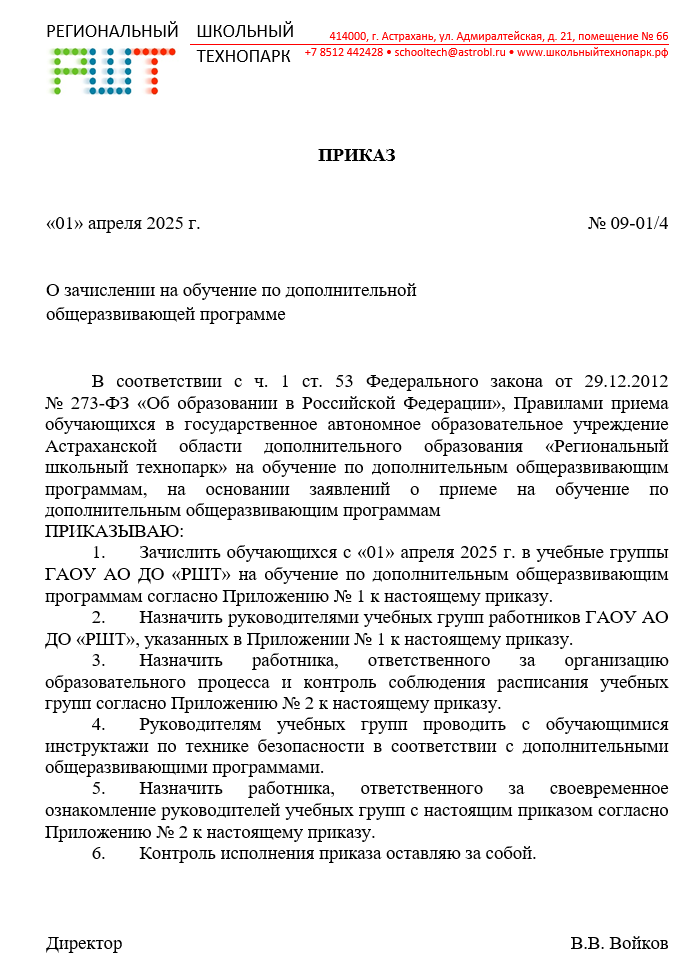 РЕГИОНАЛЬНЫЙ ШКОЛЬНЫЙ
ТЕХНОПАРК
РШТ
414000, г. Астрахань, ул. Адмиралтейская, д. 21, помещение № 66
+7 8512 442428 • schooltech@astrobl.ru • www.школьныйтехнопарк.рф
ПРИКАЗ
«01» апреля 2025 г. № 09-01/4
О зачислении на обучение по дополнительной
общеразвивающей программе
В соответствии с ч. 1 ст. 53 Федерального закона от 29.12.2012
№ 273-ФЗ «Об образовании в Российской Федерации», Правилами приема
обучающихся в государственное автономное образовательное учреждение
Астраханской области дополнительного образования «Региональный
школьный технопарк» на обучение по дополнительным общеразвивающим
программам, на основании заявлений о приеме на обучение по
дополнительным общеразвивающим программам
ПРИКАЗЫВАЮ:
1. Зачислить обучающихся с «01» апреля 2025 г. в учебные группы
ГАОУ АО ДО «РШТ» на обучение по дополнительным общеразвивающим
программам согласно Приложению № 1 к настоящему приказу.
2. Назначить руководителями учебных групп работников ГАОУ АО
ДО «РШТ», указанных в Приложении № 1 к настоящему приказу.
3. Назначить работника, ответственного за организацию
образовательного процесса и контроль соблюдения расписания учебных
групп согласно Приложению № 2 к настоящему приказу.
4. Руководителям учебных групп проводить с обучающимися
инструктажи по технике безопасности в соответствии с дополнительными
общеразвивающими программами.
5. Назначить работника, ответственного за своевременное
ознакомление руководителей учебных групп с настоящим приказом согласно
Приложению № 2 к настоящему приказу.
6. Контроль исполнения приказа оставляю за собой.
Директор В.В. Войков